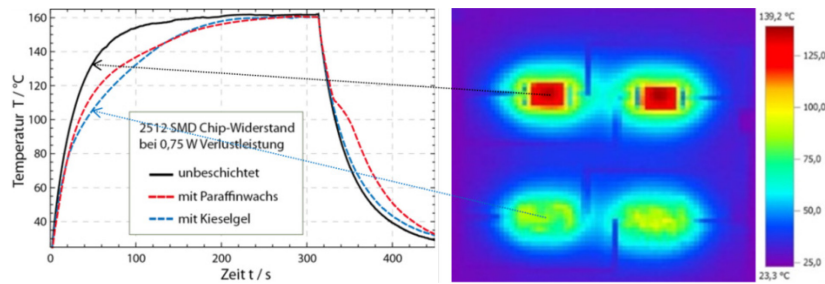 160
140
120
100
80
60
40
Temperatur T / °C
2512 SMD Chip-Widerstand
bei 0,75 W Verlustleistung
unbeschichtet
mit Paraffinwachs
mit Kieselgel
0
200
400
Zeit t / s
139,2 °C
125,0
100,0
75,0
50,0
25,0
23,3 °C